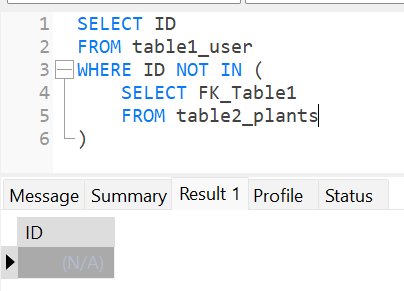 1 SELECT ID
2 FROM table1_user
3 WHERE ID NOT IN (
4 SELECT FK_Table1
5 FROM table2_plants
6 )
Message Summary Result 1 Profile Status
ID
(N/A)